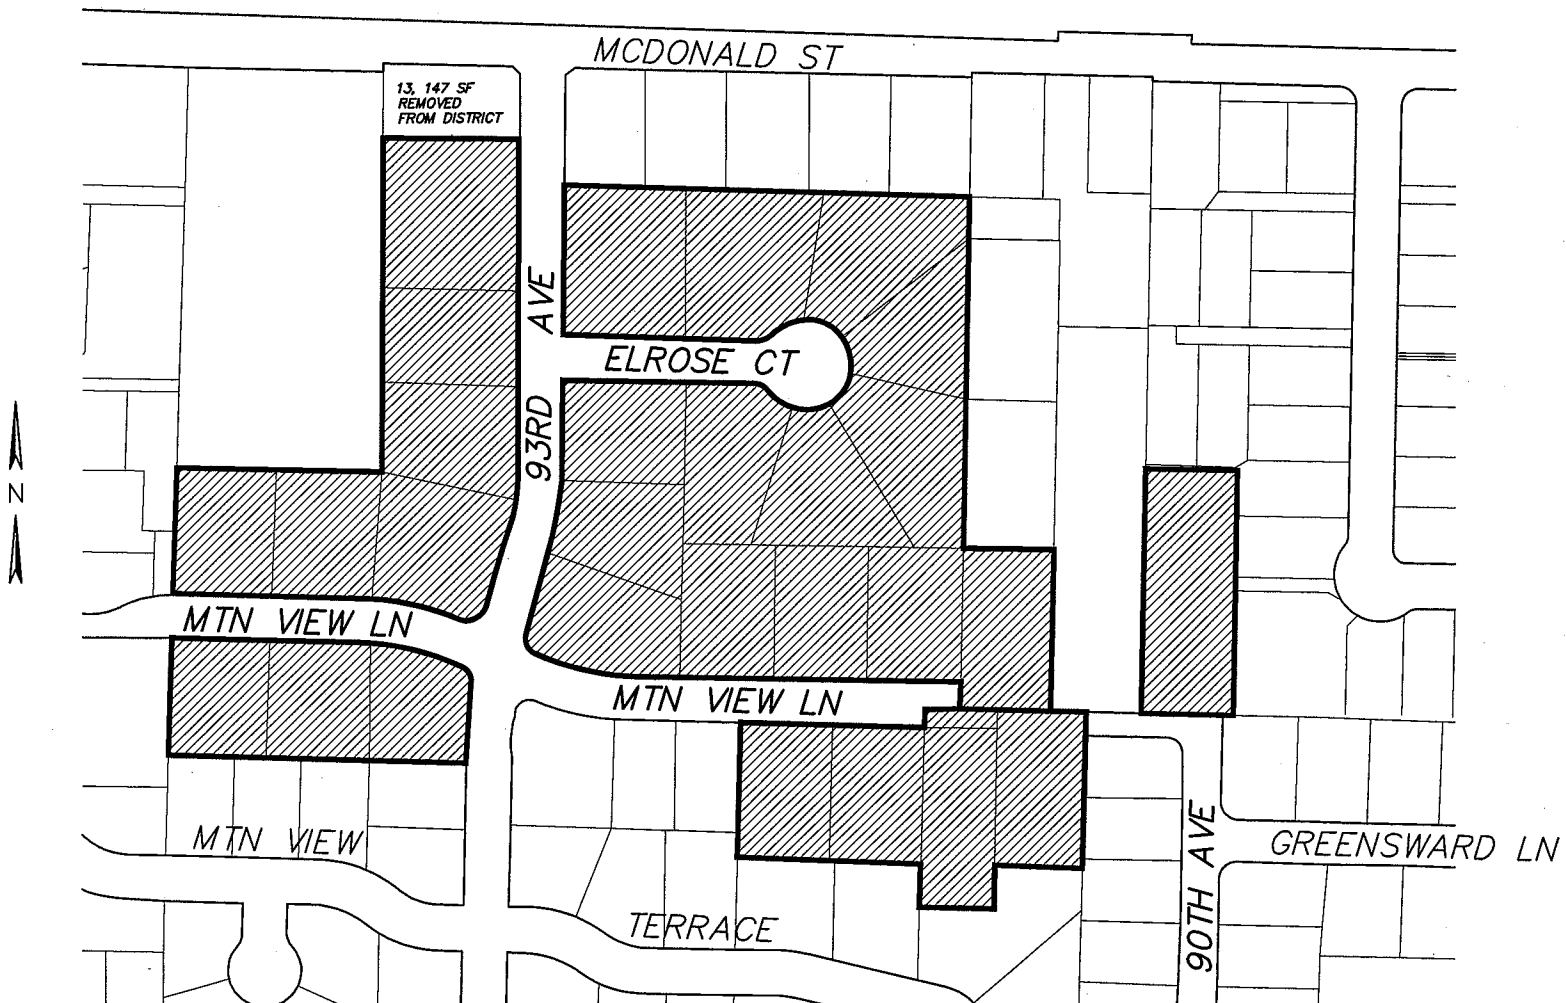 MCDONALD ST
13, 147 SF
REMOVED
FROM DISTRICT
93RD AVE
ELROSE CT
N
MTN VIEW LN
MTN VIEW LN
MTN VIEW
TERRACE
90TH AVE
GREENSWARD LN